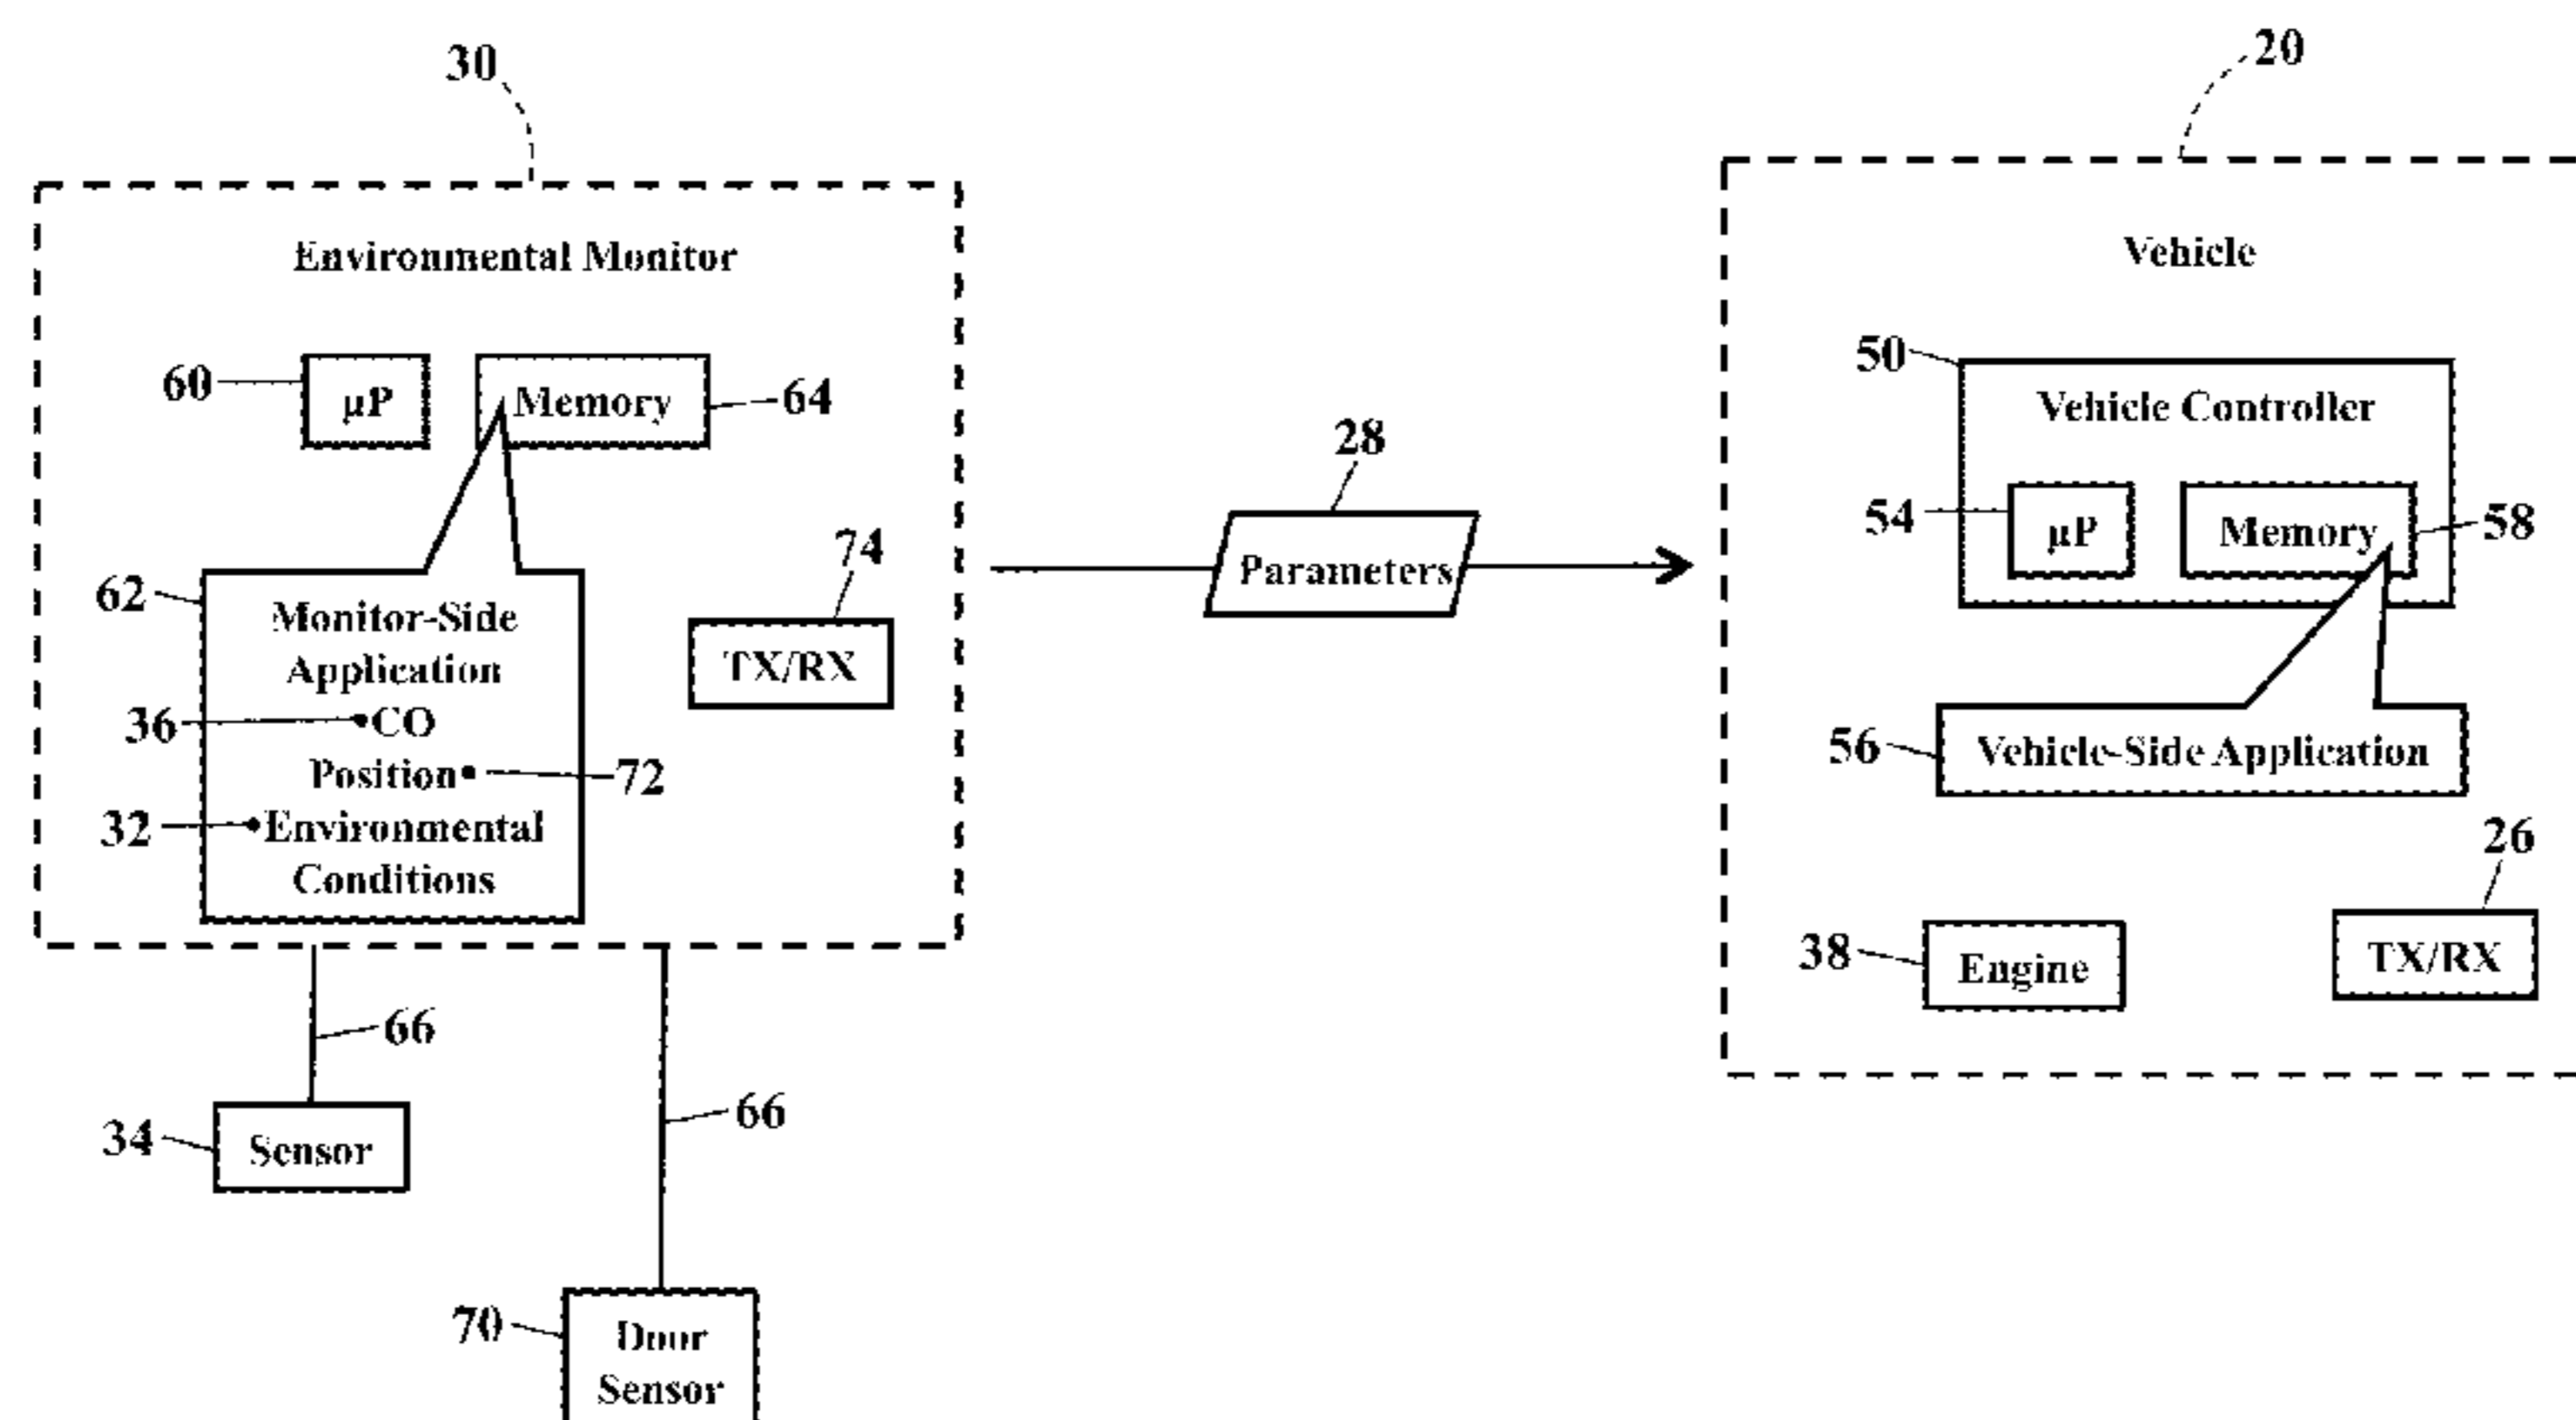 30
20
Environmental Monitor
Vehicle
60
µP
Memory
64
50
Vehicle Controller
28
54
µP
Memory
58
Parameters
74
62
Monitor-Side
Application
TX/RX
36
CO
Position
72
56
Vehicle-Side Application
32
Environmental
Conditions
26
38
Engine
TX/RX
66
66
34
Sensor
70
Door
Sensor